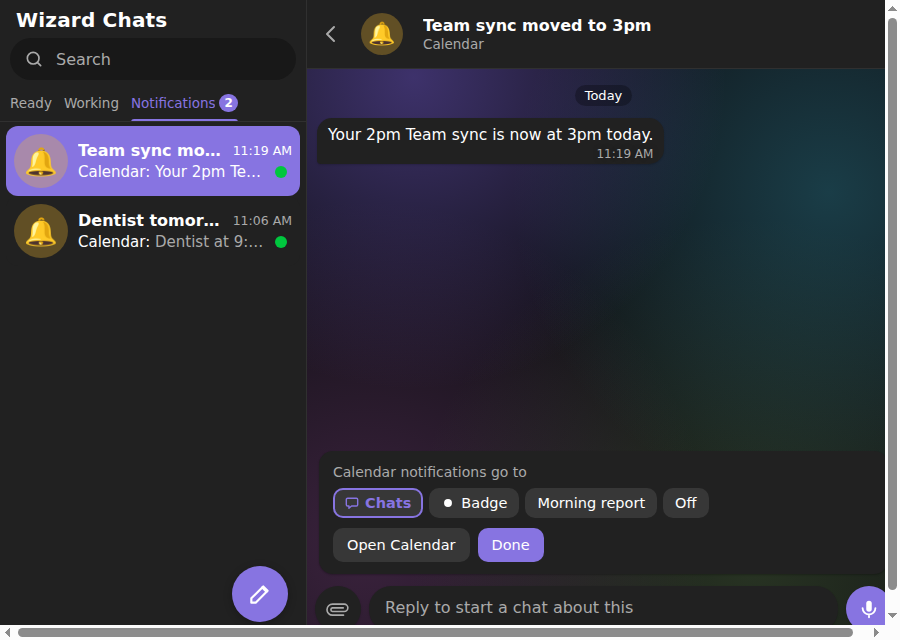 Wizard Chats
Search
Ready Working Notifications 2
Team sync mo... 11:19 AM
Calendar: Your 2pm Te...
Dentist tomor... 11:06 AM
Calendar: Dentist at 9:...
Team sync moved to 3pm
Calendar
Today
Your 2pm Team sync is now at 3pm today.
11:19 AM
Calendar notifications go to
Chats Badge Morning report Off
Open Calendar Done
Reply to start a chat about this